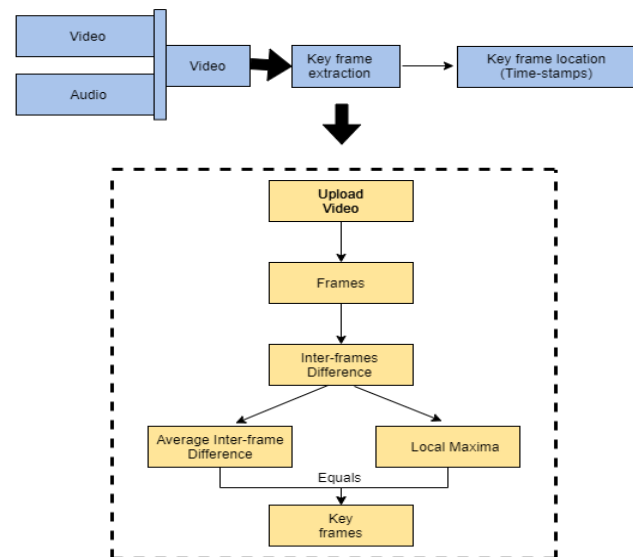 Video
Audio
Video
Key frame
extraction
Key frame location
(Time-stamps)
Upload
Video
Frames
Inter-frames
Difference
Average Inter-frame
Difference
Local Maxima
Equals
Key
frames